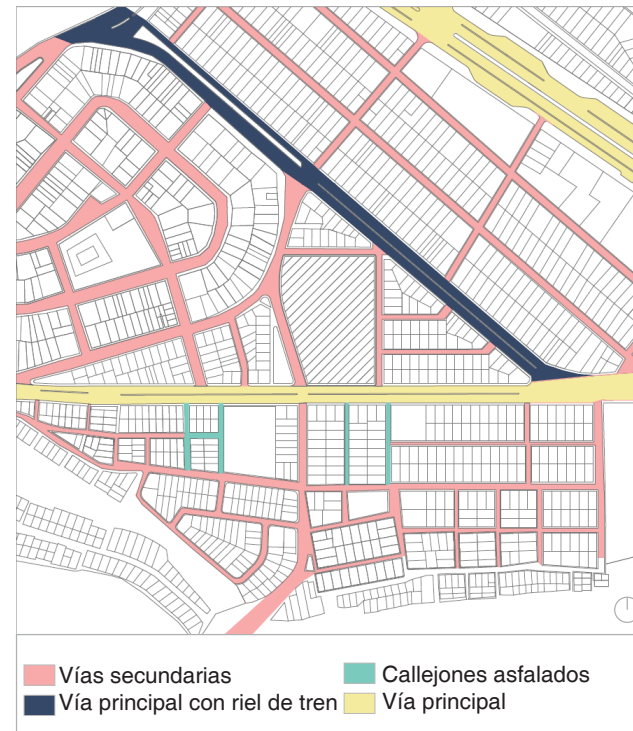 Vías secundarias
Callejones asfalados
Vía principal con riel de tren
Vía principal